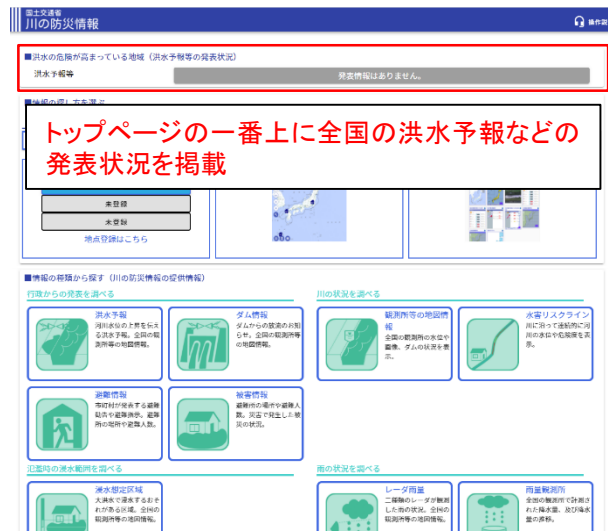 国土交通省
川の防災情報
操作説
■洪水の危険が高まっている地域（洪水予報等の発表状況）
洪水予報等
発表情報はありません。
■情報の探し方を選ぶ
トップページの一番上に全国の洪水予報などの
発表状況を掲載
未登録
未登録
地点登録はこちら
■情報の種類から探す（川の防災情報の提供情報）
行政からの発表を調べる
洪水予報
河川水位の上昇を伝え
る洪水予報。全国の観
測所等の地図情報。
ダム情報
ダムからの放流のお知
らせ。全国の観測所等
の地図情報。
避難情報
市町村が発表する避難
勧告や避難指示。避難
所の場所や避難人数。
被害情報
避難所の場所や避難人
数。災害で発生した被
災の状況。
川の状況を調べる
観測所等の地図情
報
全国の観測所の水位や
画像、ダムの状況を表
示。
水害リスクライン
川に沿って連続的に河
川の水位や危険度を表
示。
氾濫時の浸水範囲を調べる
浸水想定区域
大洪水で浸水するおそ
れがある区域。全国の
観測所等の地図情報。
雨の状況を調べる
レーダ雨量
二種類のレーダが観測
した雨の状況。全国の
観測所等の地図情報。
雨量観測所
全国の観測所で計測さ
れた降水量、及び降水
量の推移。